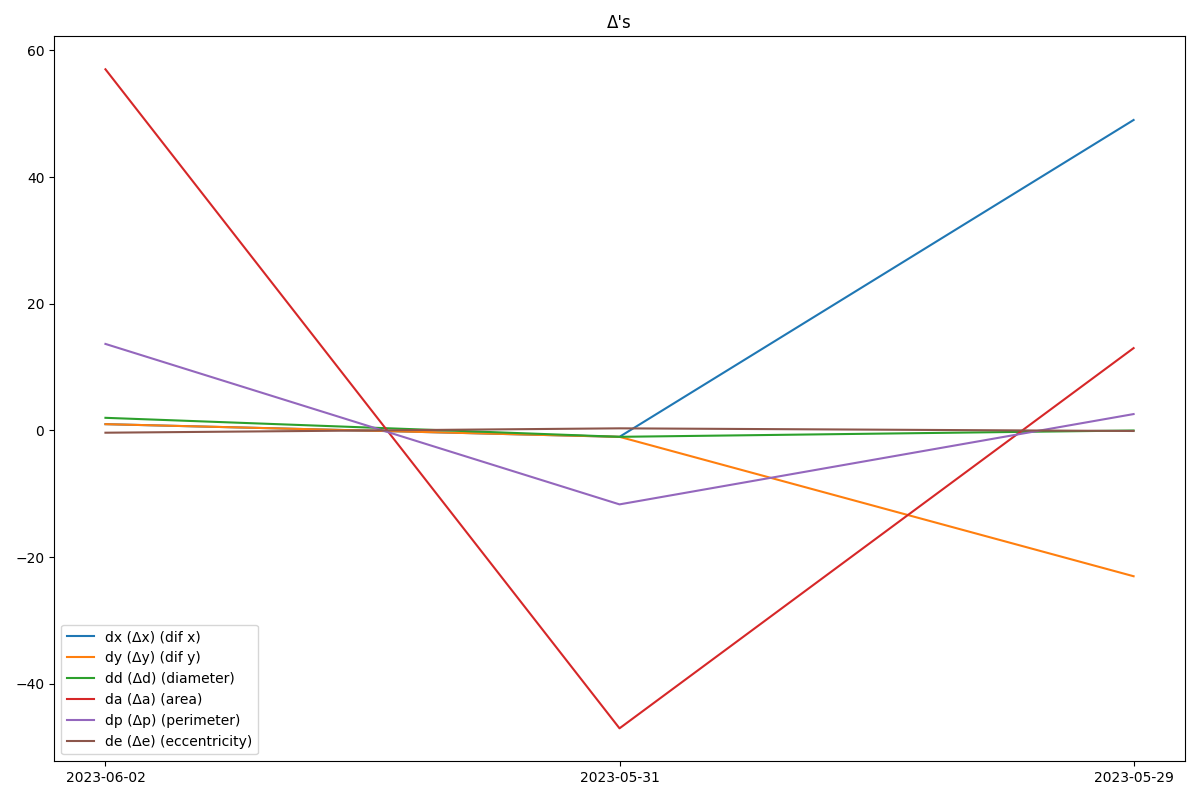 Δ's
60
40
20
0
−20
−40
dx (Δx) (dif x)
dy (Δy) (dif y)
dd (Δd) (diameter)
da (Δa) (area)
dp (Δp) (perimeter)
de (Δe) (eccentricity)
2023-06-02
2023-05-31
2023-05-29